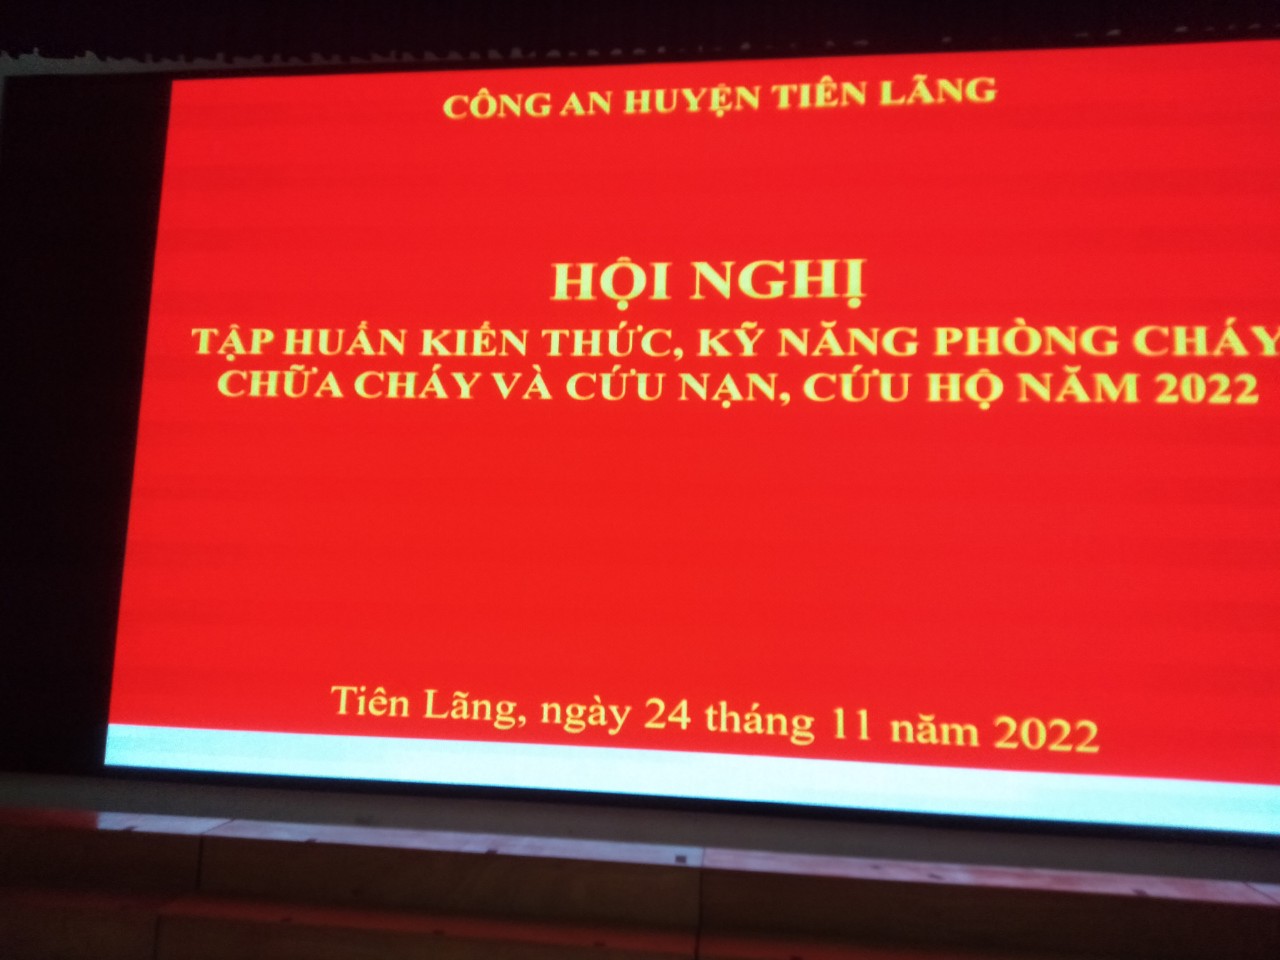 CÔNG AN HUYỆN TIÊN LÃNG
HỘI NGHỊ
TẬP HUẤN KIẾN THỨC, KỸ NĂNG PHÒNG CHÁY
CHỮA CHÁY VÀ CỨU NẠN, CỨU HỘ NĂM 2022
Tiên Lãng, ngày 24 tháng 11 năm 2022